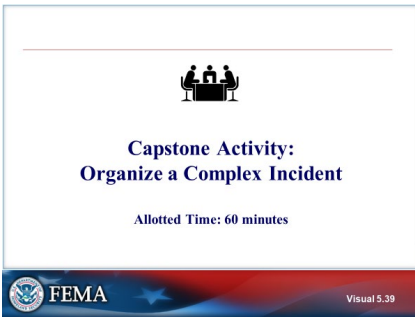 Capstone Activity:
Organize a Complex Incident
Allotted Time: 60 minutes
FEMA
Visual 5.39